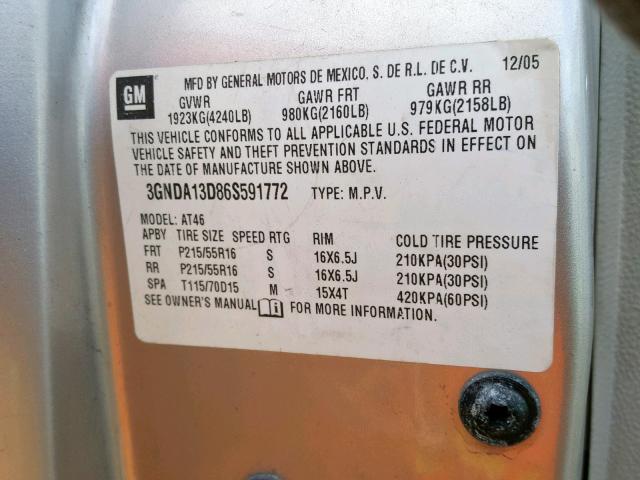 GM
MFD BY GENERAL MOTORS DE MEXICO, S. DE R.L. DE C.V. 12/05
GVWR GAWR FRT GAWR RR
1923KG(4240LB) 980KG(2160LB) 979KG(2158LB)
THIS VEHICLE CONFORMS TO ALL APPLICABLE U.S. FEDERAL MOTOR
VEHICLE SAFETY AND THEFT PREVENTION STANDARDS IN EFFECT ON
THE DATE OF MANUFACTURE SHOWN ABOVE.
3GNDA13D86S591772 TYPE: M.P.V.
MODEL: AT46
APBY TIRE SIZE SPEED RTG RIM COLD TIRE PRESSURE
FRT P215/55R16 S 16X6.5J 210KPA(30PSI)
RR P215/55R16 S 16X6.5J 210KPA(30PSI)
SPA T115/70D15 M 15X4T 420KPA(60PSI)
SEE OWNER'S MANUAL FOR MORE INFORMATION.